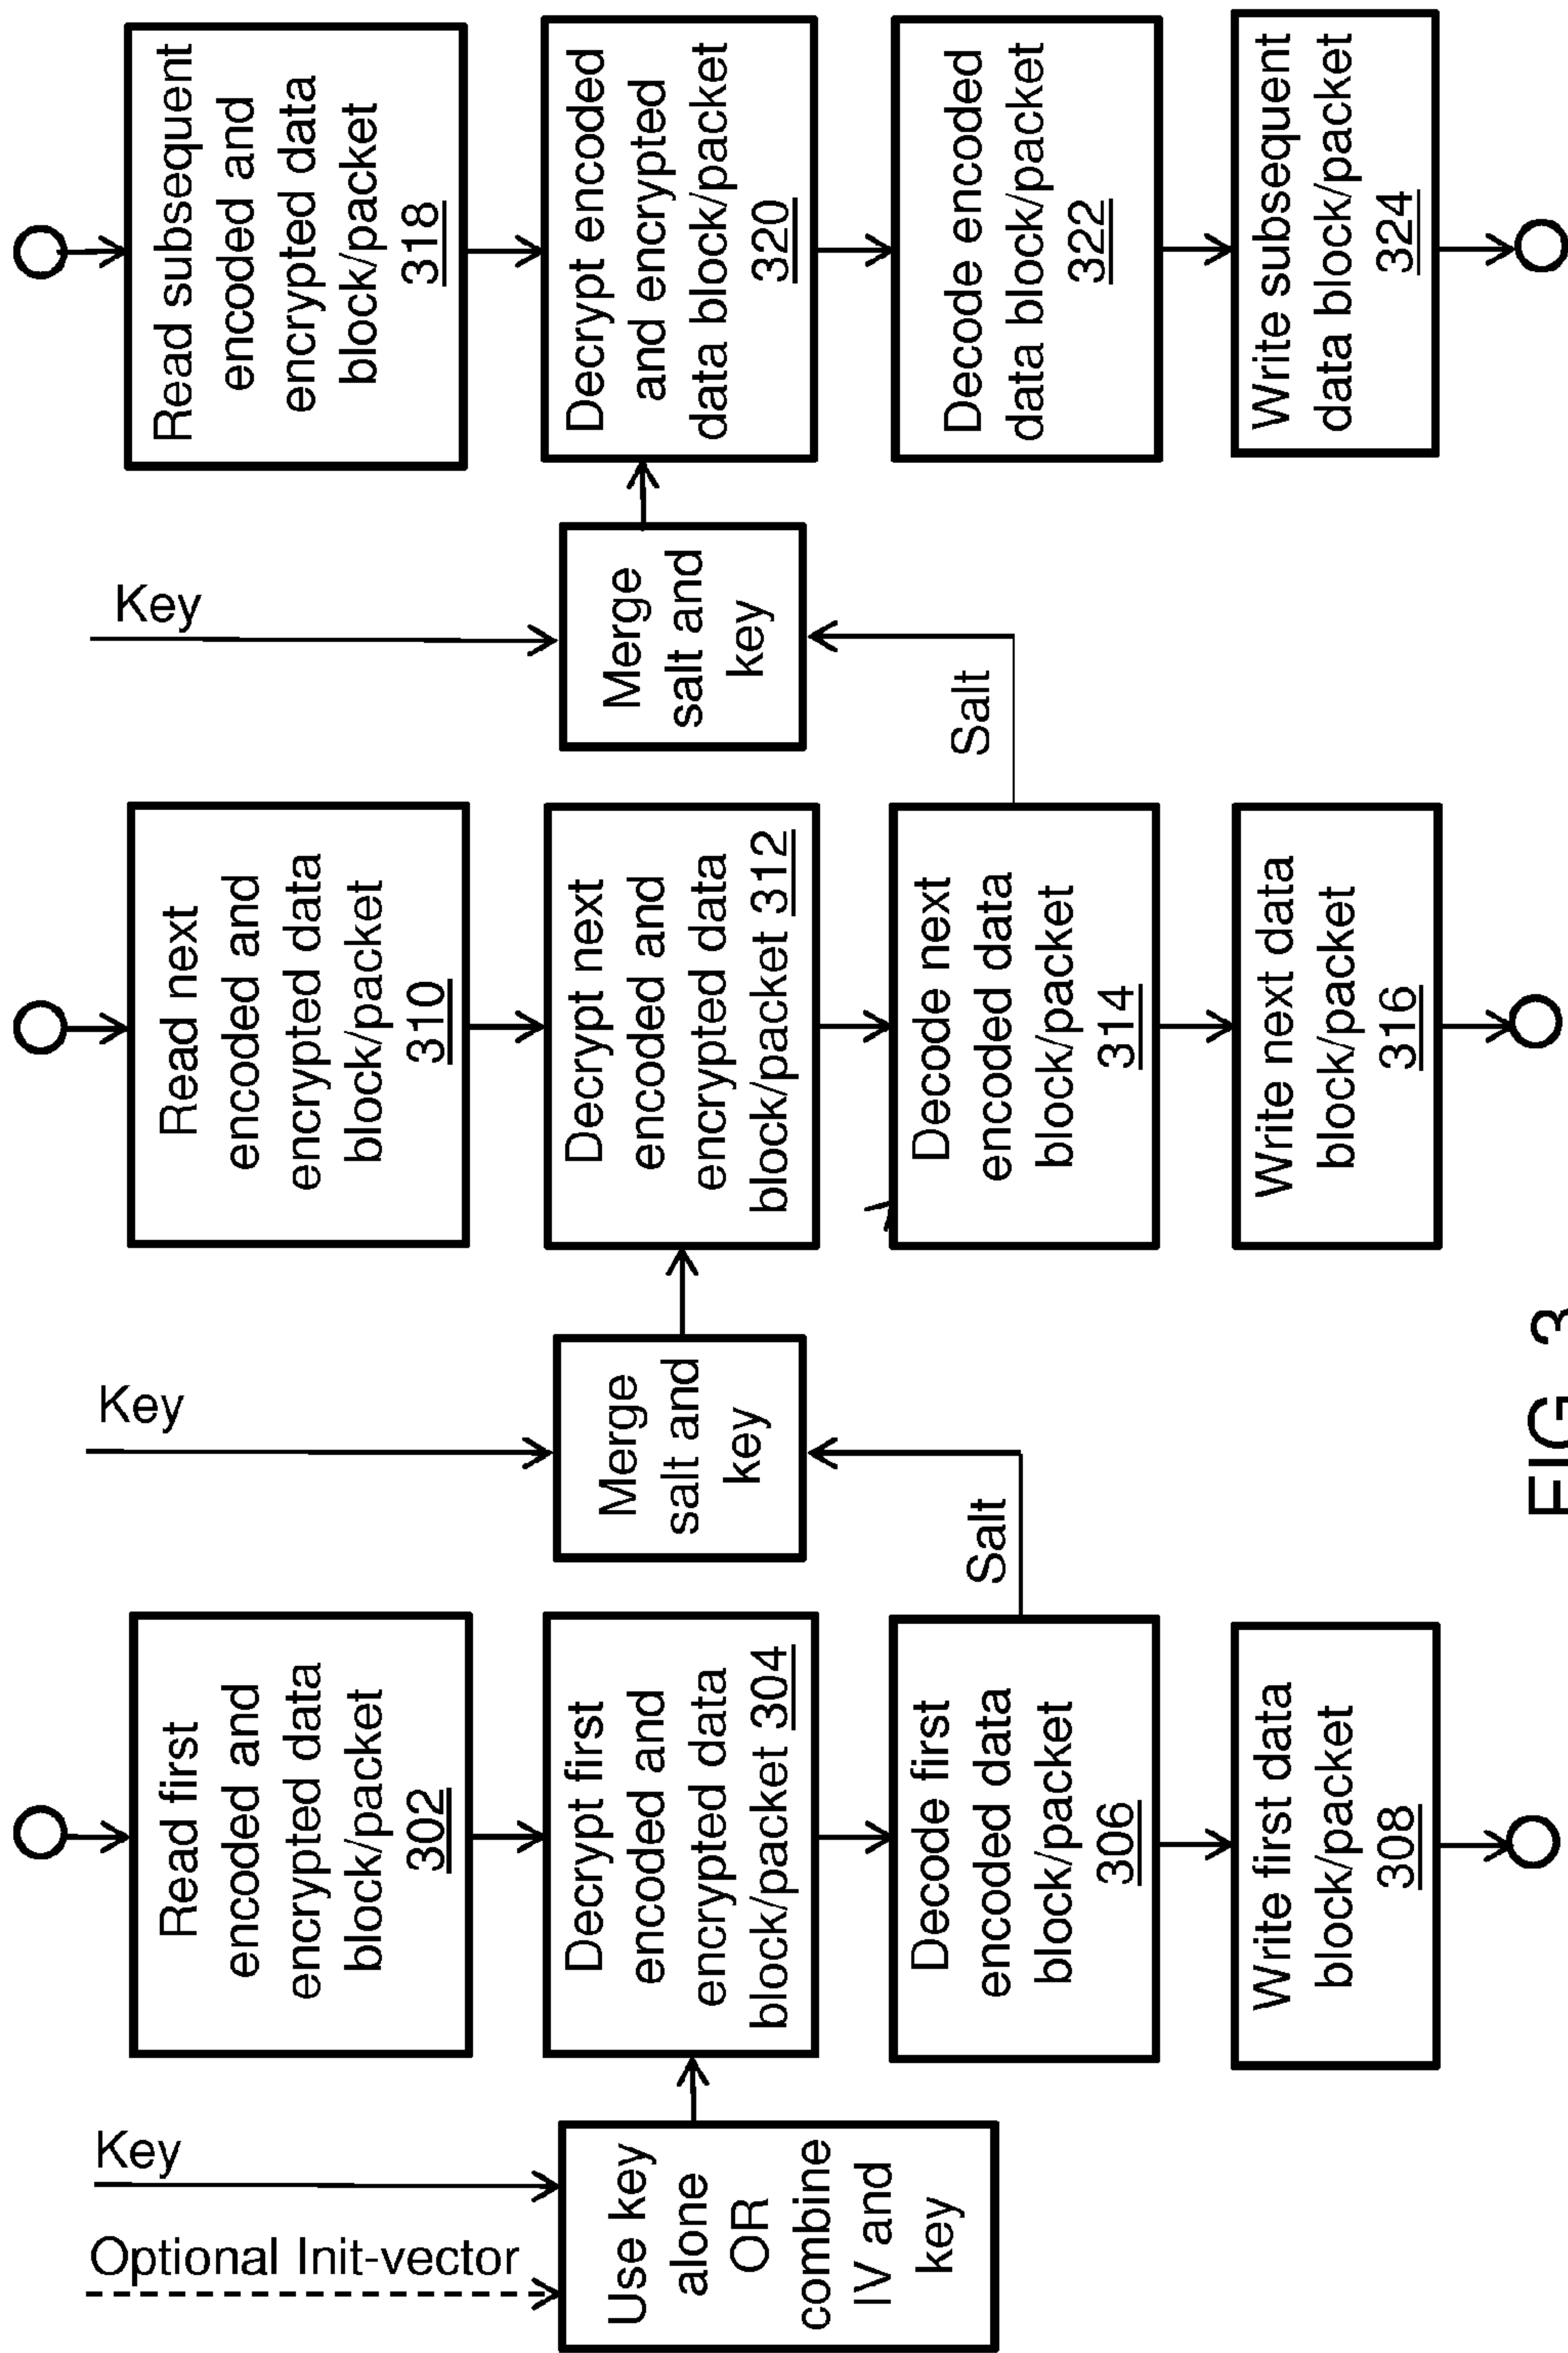 Optional Init-vector
Key
Use key
alone
OR
combine
IV and
key
Read first
encoded and
encrypted data
block/packet
302
Decrypt first
encoded and
encrypted data
block/packet 304
Decode first
encoded data
block/packet
306
Write first data
block/packet
308
Salt
Key
Merge
salt and
key
Read next
encoded and
encrypted data
block/packet
310
Decrypt next
encoded and
encrypted data
block/packet 312
Decode next
encoded data
block/packet
314
Write next data
block/packet
316
Salt
Key
Merge
salt and
key
Read subsequent
encoded and
encrypted data
block/packet
318
Decrypt encoded
and encrypted
data block/packet
320
Decode encoded
data block/packet
322
Write subsequent
data block/packet
324
FIG. 3